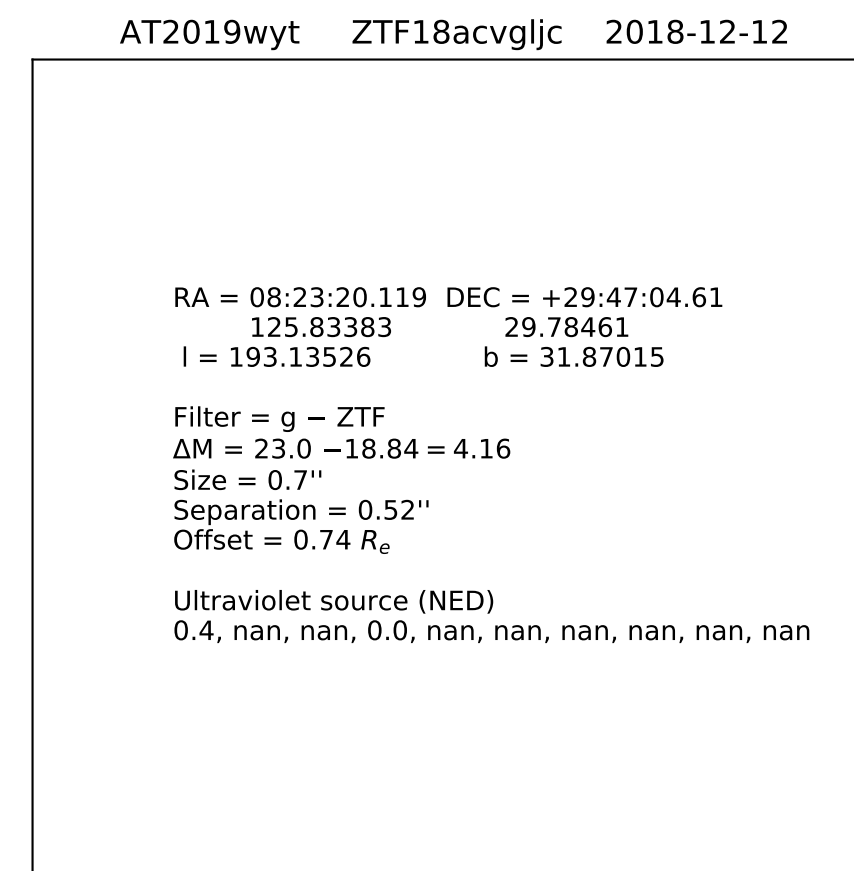 AT2019wyt ZTF18acvgljc 2018-12-12
RA = 08:23:20.119 DEC = +29:47:04.61
125.83383 29.78461
l = 193.13526 b = 31.87015
Filter = g − ZTF
ΔM = 23.0 −18.84 = 4.16
Size = 0.7''
Separation = 0.52''
Offset = 0.74 Re
Ultraviolet source (NED)
0.4, nan, nan, 0.0, nan, nan, nan, nan, nan, nan